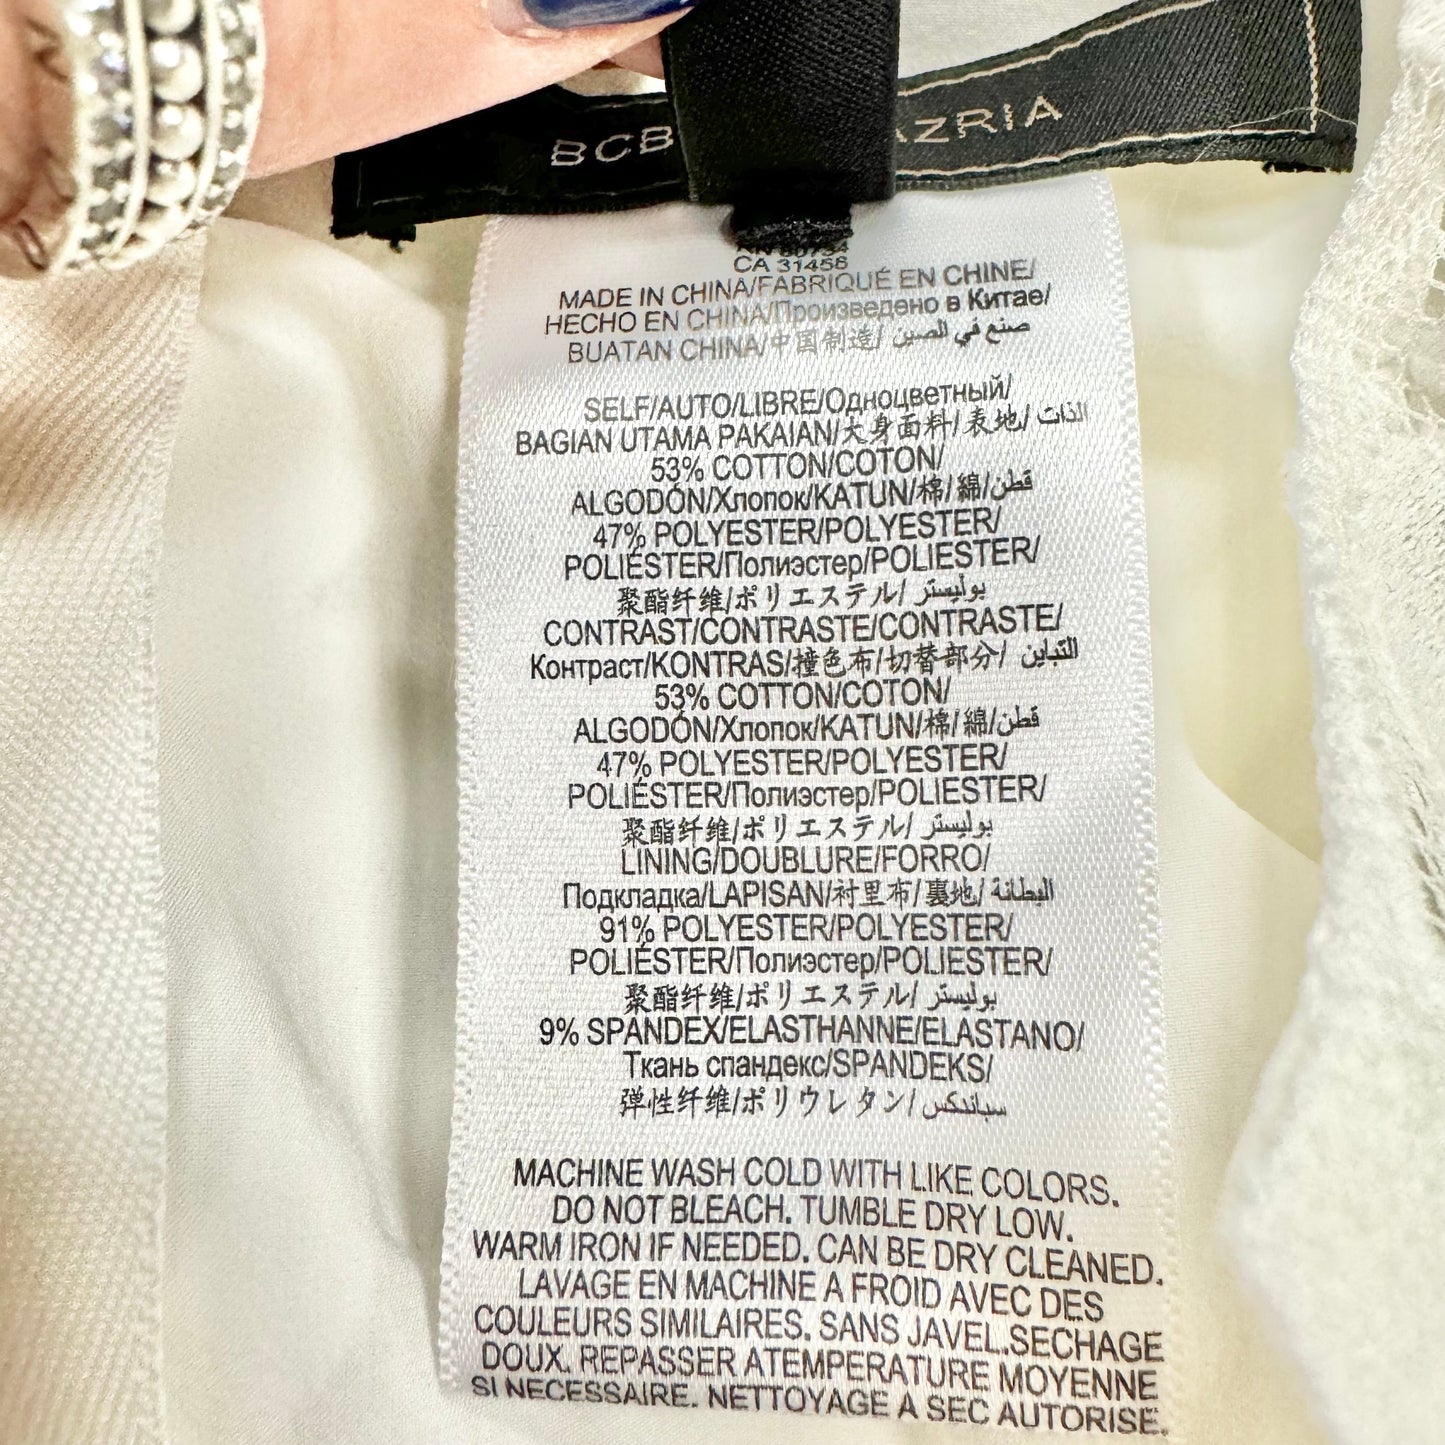 BCB AZRIA
CA 31458
MADE IN CHINA/FABRIQUÉ EN CHINE/
HECHO EN CHINA/Произведено в Китае/
BUATAN CHINA/中国制造/ صنع في الصين
SELF/AUTO/LIBRE/Одноцветный/
BAGIAN UTAMA PAKAIAN/大身面料/表地/ الذات
53% COTTON/COTON/
ALGODÓN/Хлопок/KATUN/棉/綿/قطن
47% POLYESTER/POLYESTER/
POLIÉSTER/Полиэстер/POLIESTER/
聚酯纤维/ポリエステル/ بوليستر
CONTRAST/CONTRASTE/CONTRASTE/
Контраст/KONTRAS/撞色布/切替部分/ التباين
53% COTTON/COTON/
ALGODÓN/Хлопок/KATUN/棉/綿/قطن
47% POLYESTER/POLYESTER/
POLIÉSTER/Полиэстер/POLIESTER/
聚酯纤维/ポリエステル/ بوليستر
LINING/DOUBLURE/FORRO/
Подкладка/LAPISAN/衬里布/裏地/ البطانة
91% POLYESTER/POLYESTER/
POLIÉSTER/Полиэстер/POLIESTER/
聚酯纤维/ポリエステル/ بوليستر
9% SPANDEX/ELASTHANNE/ELASTANO/
Ткань спандекс/SPANDEKS/
弹性纤维/ポリウレタン/ سباندكس
MACHINE WASH COLD WITH LIKE COLORS.
DO NOT BLEACH. TUMBLE DRY LOW.
WARM IRON IF NEEDED. CAN BE DRY CLEANED.
LAVAGE EN MACHINE A FROID AVEC DES
COULEURS SIMILAIRES. SANS JAVEL.SECHAGE
DOUX. REPASSER ATEMPERATURE MOYENNE
SI NECESSAIRE. NETTOYAGE A SEC AUTORISE.